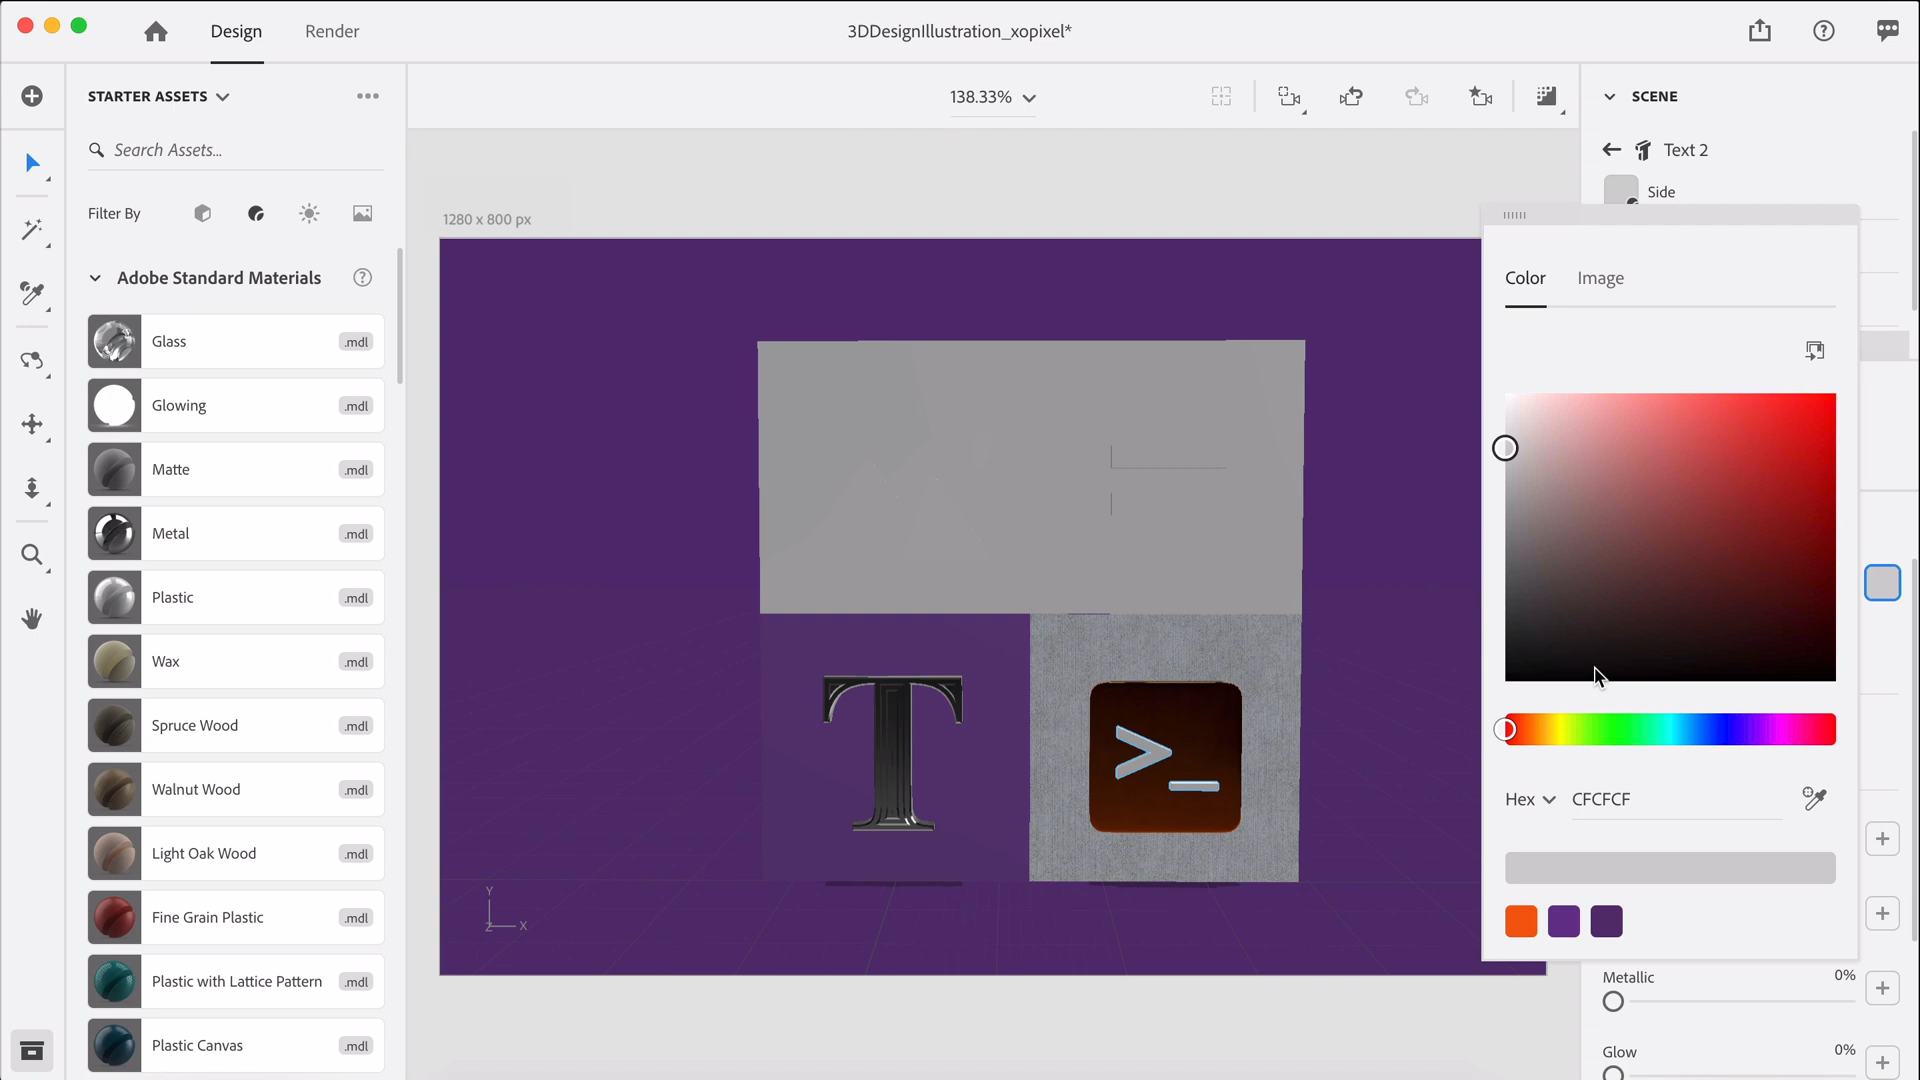 Design
Render
3DDesignIllustration_xopixel*
STARTER ASSETS
138.33%
SCENE
Search Assets...
Text 2
Side
Filter By
1280 x 800 px
Adobe Standard Materials
Color
Image
Glass
.mdl
Glowing
.mdl
Matte
.mdl
Metal
.mdl
Plastic
.mdl
Wax
.mdl
Spruce Wood
.mdl
Walnut Wood
.mdl
Light Oak Wood
.mdl
Fine Grain Plastic
.mdl
Plastic with Lattice Pattern
.mdl
Plastic Canvas
.mdl
T
>_
Y
Z
X
Hex
CFCFCF
Metallic
0%
Glow
0%